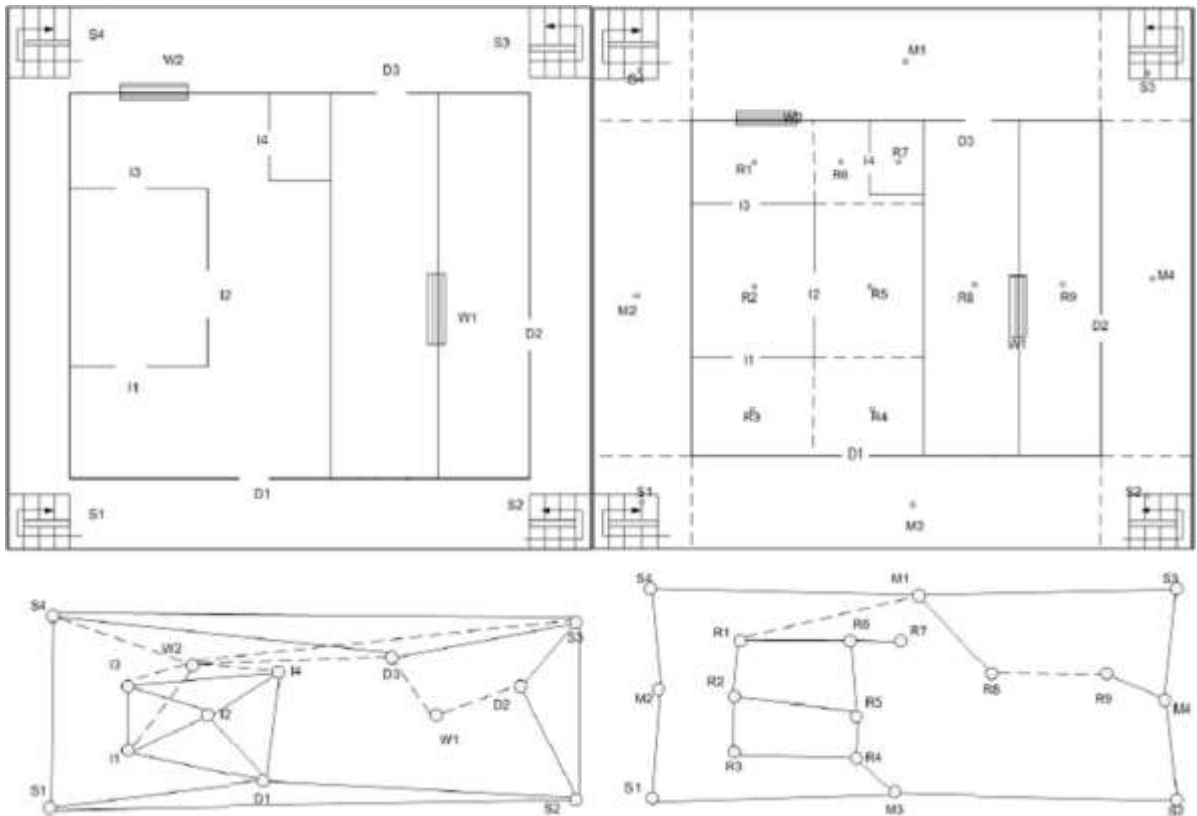 S4
S3
W2
D3
I4
I3
I2
W1
D2
I1
D1
S1
S2
M1
S4
S3
D3
R1
R6
I4
R7
I3
M2
R2
I2
R5
R8
R9
M4
D2
W1
I1
R3
R4
D1
S1
S2
M3
S4
S3
W2
I3
I4
D3
I2
D2
W1
I1
S1
D1
S2
S4
M1
S3
R1
R6
R7
R2
R5
R8
R9
M2
M4
R3
R4
S1
M3